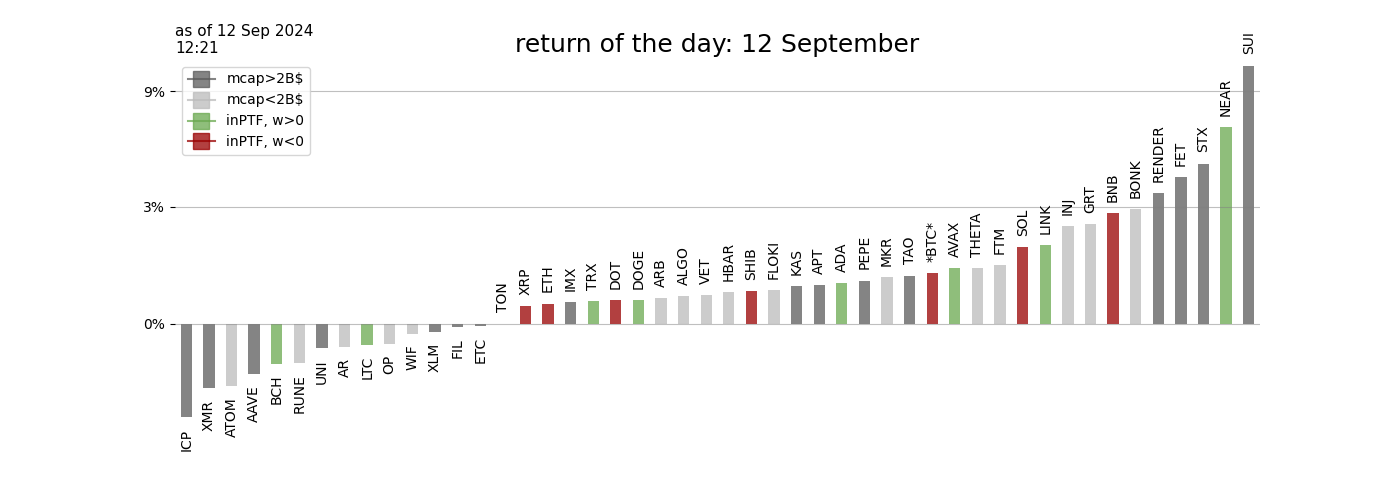 as of 12 Sep 2024
12:21
return of the day: 12 September
mcap>2B$
mcap<2B$
inPTF, w>0
inPTF, w<0
9%
3%
0%
ICP
XMR
ATOM
AAVE
BCH
RUNE
UNI
AR
LTC
OP
WIF
XLM
FIL
ETC
TON
XRP
ETH
IMX
TRX
DOT
DOGE
ARB
ALGO
VET
HBAR
SHIB
FLOKI
KAS
APT
ADA
PEPE
MKR
TAO
*BTC*
AVAX
THETA
FTM
SOL
LINK
INJ
GRT
BNB
BONK
RENDER
FET
STX
NEAR
SUI